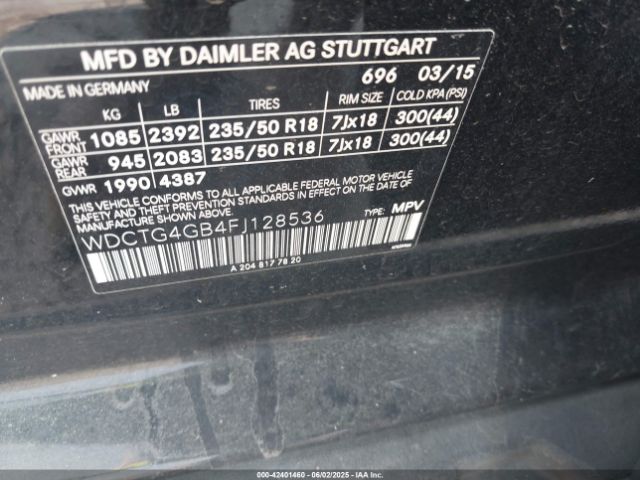 MFD BY DAIMLER AG STUTTGART
MADE IN GERMANY 696 03/15
KG LB TIRES RIM SIZE COLD KPA (PSI)
GAWR FRONT 1085 2392 235/50 R18 7Jx18 300(44)
GAWR REAR 945 2083 235/50 R18 7Jx18 300(44)
GVWR 1990 4387
THIS VEHICLE CONFORMS TO ALL APPLICABLE FEDERAL MOTOR VEHICLE
SAFETY AND THEFT PREVENTION STANDARDS IN EFFECT ON THE DATE OF
MANUFACTURE SHOWN ABOVE.
WDCTG4GB4FJ128536 TYPE: MPV
A 204 817 78 20
000-42401460 - 06/02/2025 - IAAI.COM